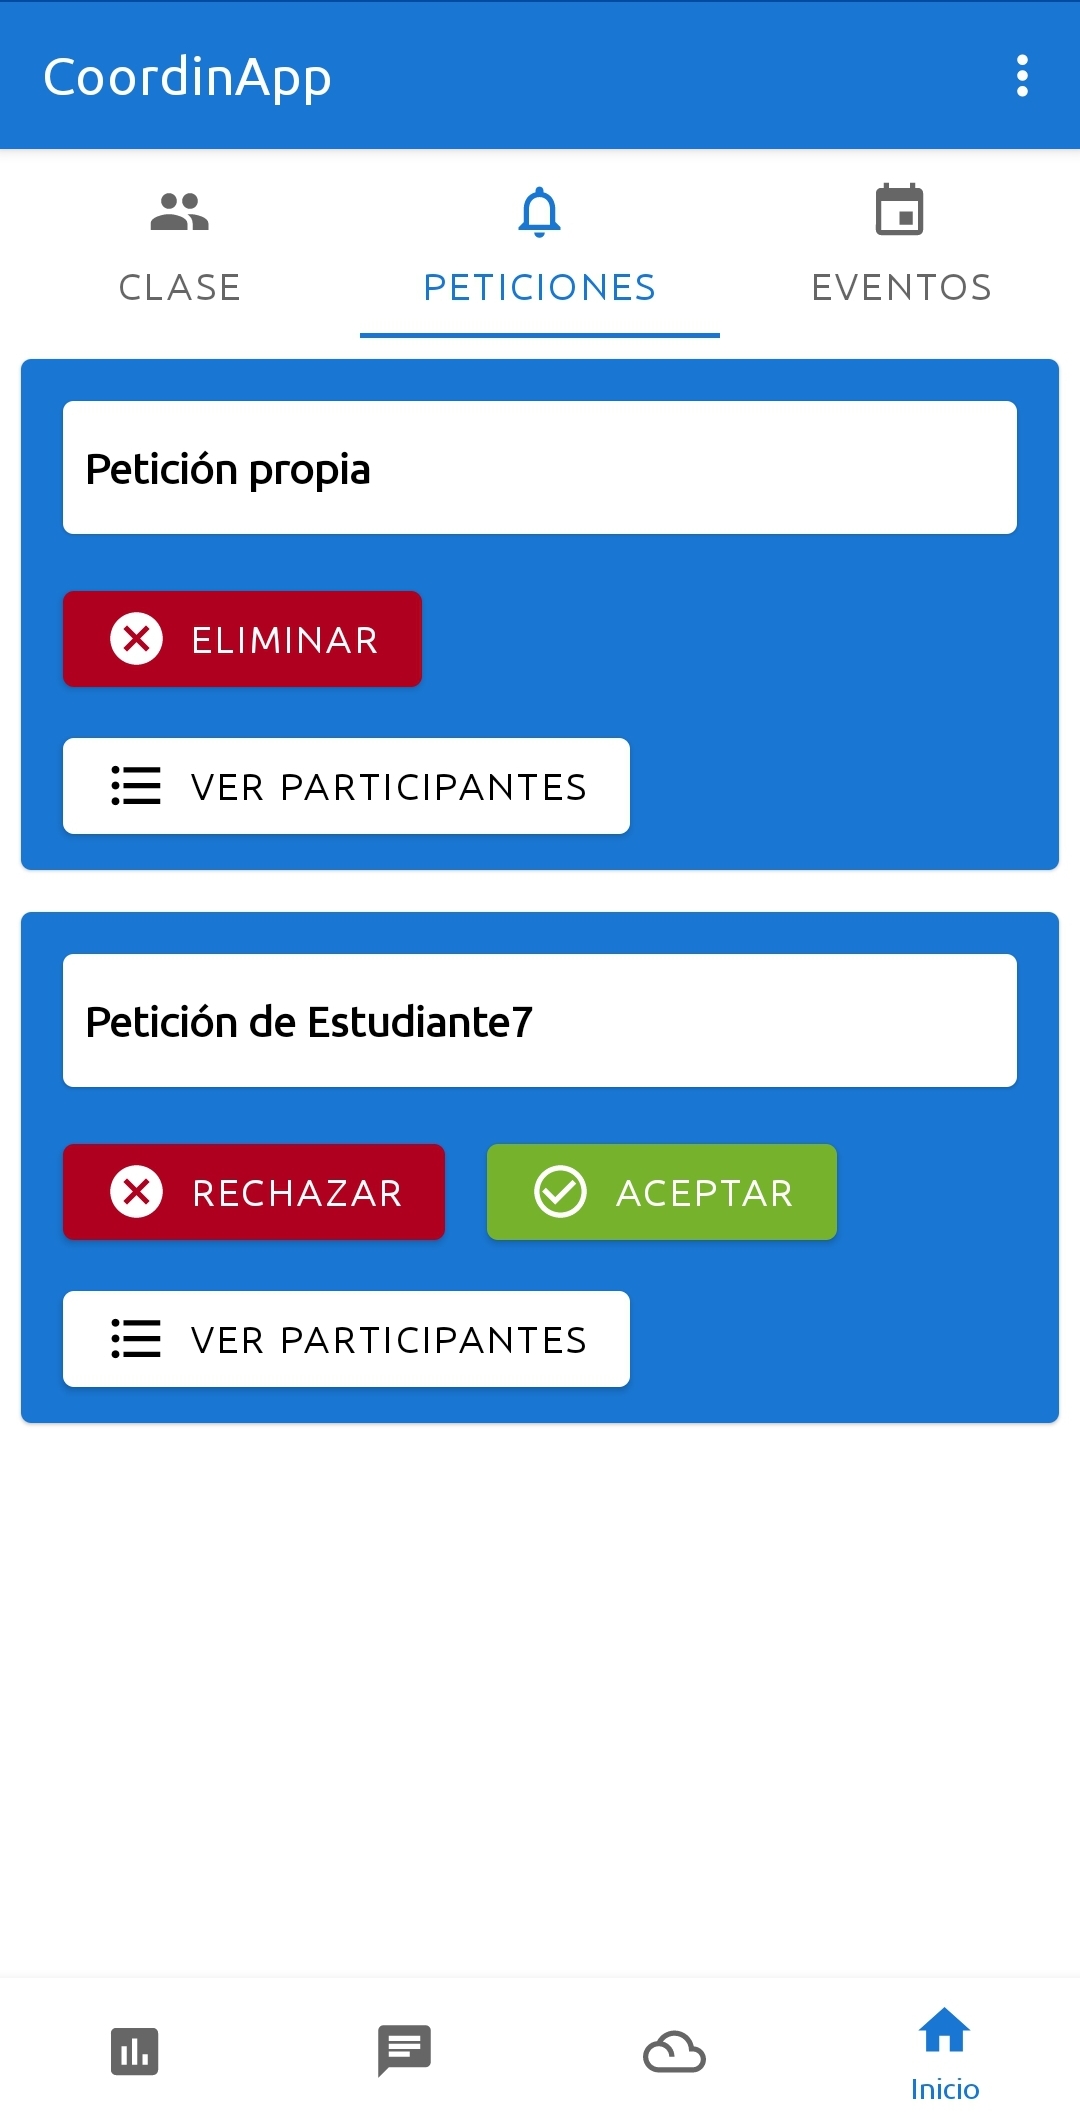 CoordinApp
CLASE
PETICIONES
EVENTOS
Petición propia
ELIMINAR
VER PARTICIPANTES
Petición de Estudiante7
RECHAZAR
ACEPTAR
VER PARTICIPANTES
Inicio